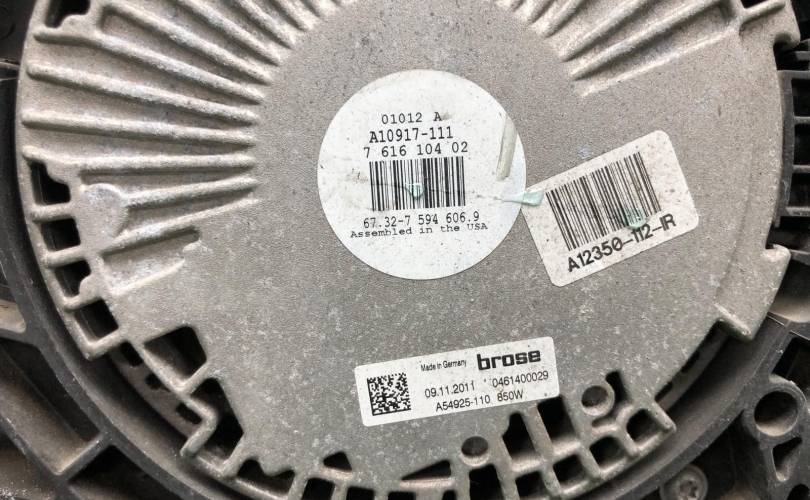 01012 A
A10917-111
7 616 104 02
67.32-7 594 606.9
Assembled in the USA
A12350-112-IR
Made in Germany brose
09.11.2011 0461400029
A54925-110 850W